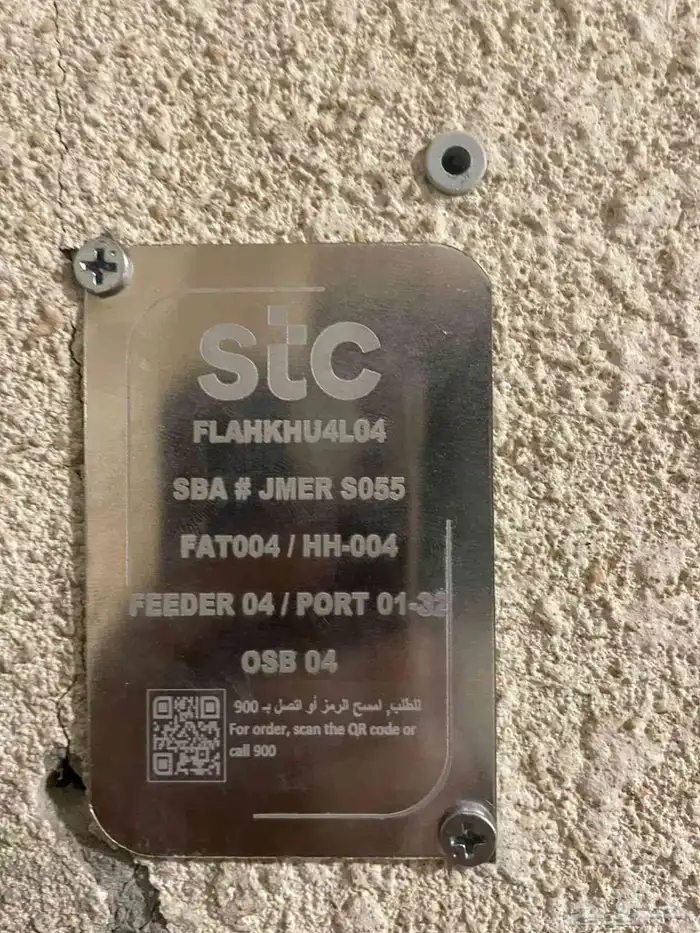 stc
FLAHKHU4L04
SBA # JMER S055
FAT004 / HH-004
FEEDER 04 / PORT 01-32
OSB 04
للطلب, امسح الرمز أو اتصل بـ 900
For order, scan the QR code or
call 900